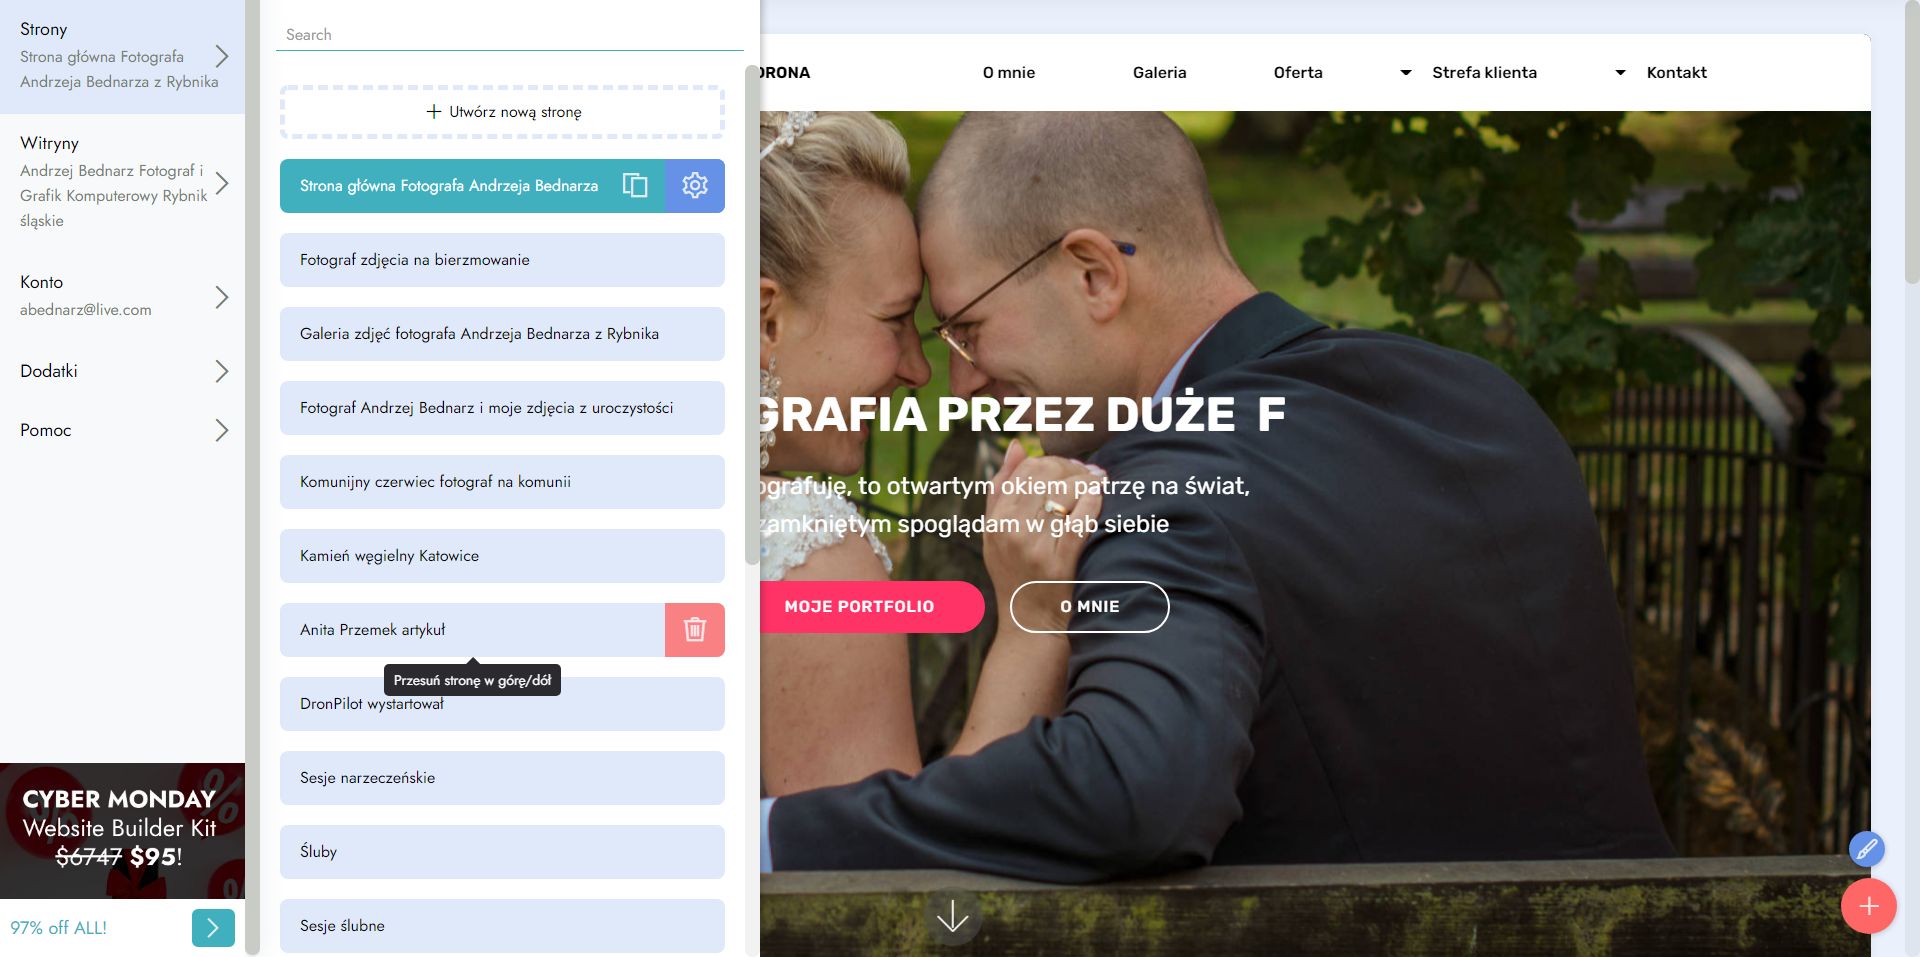 Strony
Strona główna Fotografa
Andrzeja Bednarza z Rybnika
Witryny
Andrzej Bednarz Fotograf i
Grafik Komputerowy Rybnik
śląskie
Konto
abednarz@live.com
Dodatki
Pomoc
CYBER MONDAY
Website Builder Kit
$6747 $95!
97% off ALL!
Search
+ Utwórz nową stronę
Strona główna Fotografa Andrzeja Bednarza
Fotograf zdjęcia na bierzmowanie
Galeria zdjęć fotografa Andrzeja Bednarza z Rybnika
Fotograf Andrzej Bednarz i moje zdjęcia z uroczystości
Komunijny czerwiec fotograf na komunii
Kamień węgielny Katowice
Anita Przemek artykuł
Przesuń stronę w górę/dół
DronPilot wystartował
Sesje narzeczeńskie
Śluby
Sesje ślubne
O mnie Galeria Oferta Strefa klienta Kontakt
GRAFIA PRZEZ DUŻE F
ografuję, to otwartym okiem patrzę na świat,
zamkniętym spoglądam w głąb siebie
MOJE PORTFOLIO O MNIE